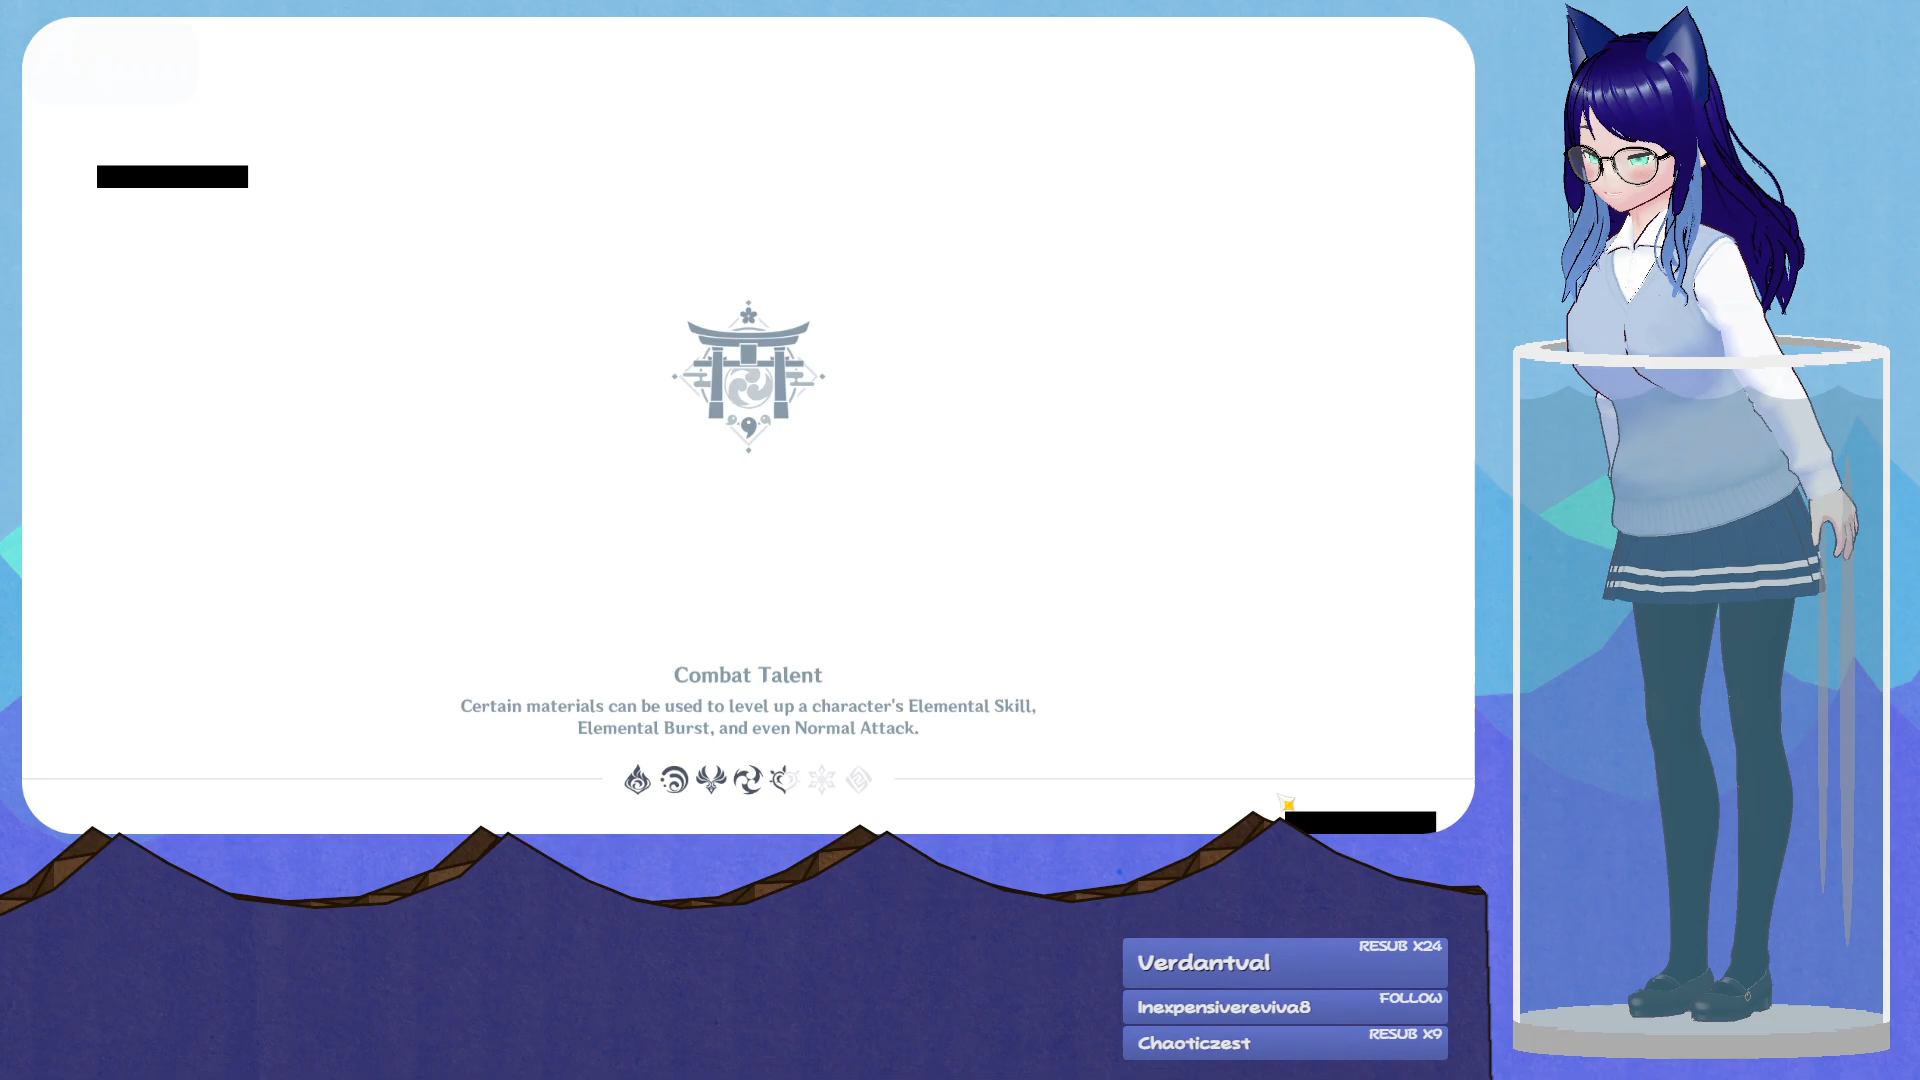 Combat Talent
Certain materials can be used to level up a character's Elemental Skill,
Elemental Burst, and even Normal Attack.
RESUB X24
Verdantval
FOLLOW
Inexpensivereviva8
RESUB X9
Chaoticzest